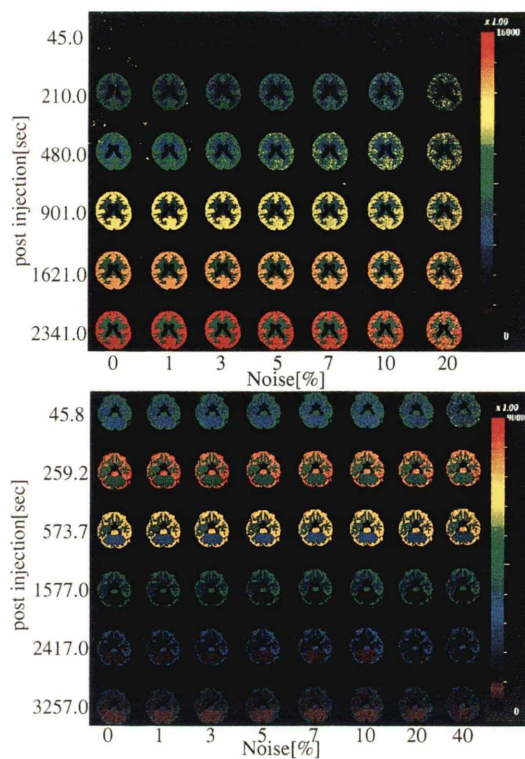 x 1.00
16000
45.0
210.0
480.0
901.0
1621.0
2341.0
post injection[sec]
0
0 1 3 5 7 10 20
Noise[%]
x 1.00
45.8
259.2
573.7
1577.0
2417.0
3257.0
post injection[sec]
0
0 1 3 5 7 10 20 40
Noise[%]